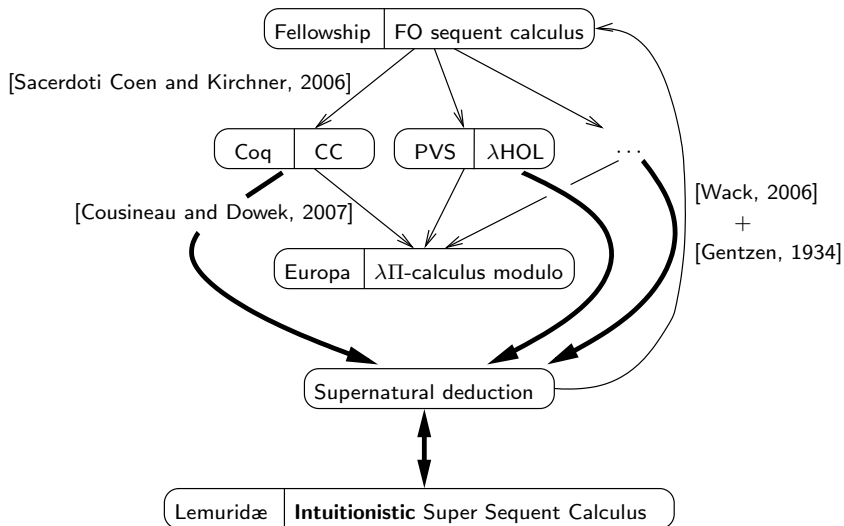 Fellowship FO sequent calculus
[Sacerdoti Coen and Kirchner, 2006]
Coq CC
PVS λHOL
...
[Cousineau and Dowek, 2007]
[Wack, 2006]
+
[Gentzen, 1934]
Europa λΠ-calculus modulo
Supernatural deduction
Lemuridæ Intuitionistic Super Sequent Calculus